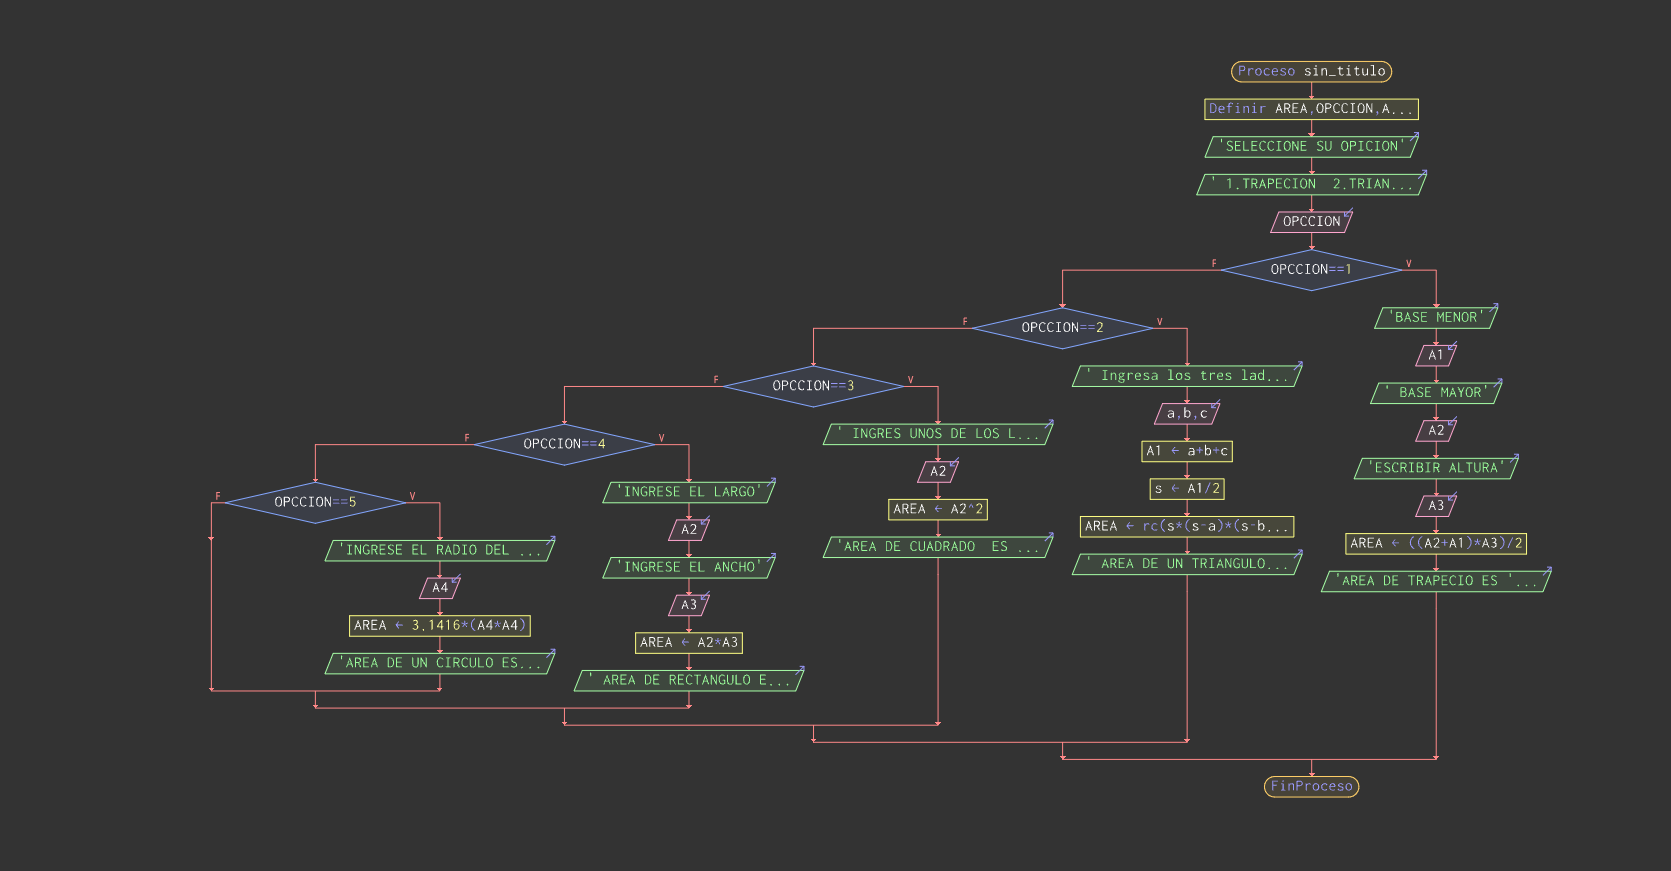 Proceso sin_titulo
Definir AREA,OPCCION,A...
'SELECCIONE SU OPICION'
' 1.TRAPECION  2.TRIAN...
OPCCION
OPCCION==1
F
V
'BASE MENOR'
A1
' BASE MAYOR'
A2
'ESCRIBIR ALTURA'
A3
AREA ← ((A2+A1)*A3)/2
'AREA DE TRAPECIO ES '...
OPCCION==2
F
V
' Ingresa los tres lad...
a,b,c
A1 ← a+b+c
s ← A1/2
AREA ← rc(s*(s-a)*(s-b...
' AREA DE UN TRIANGULO...
OPCCION==3
F
V
' INGRES UNOS DE LOS L...
A2
AREA ← A2^2
'AREA DE CUADRADO  ES ...
OPCCION==4
F
V
'INGRESE EL LARGO'
A2
'INGRESE EL ANCHO'
A3
AREA ← A2*A3
' AREA DE RECTANGULO E...
OPCCION==5
F
V
'INGRESE EL RADIO DEL ...
A4
AREA ← 3.1416*(A4*A4)
'AREA DE UN CIRCULO ES...
FinProceso